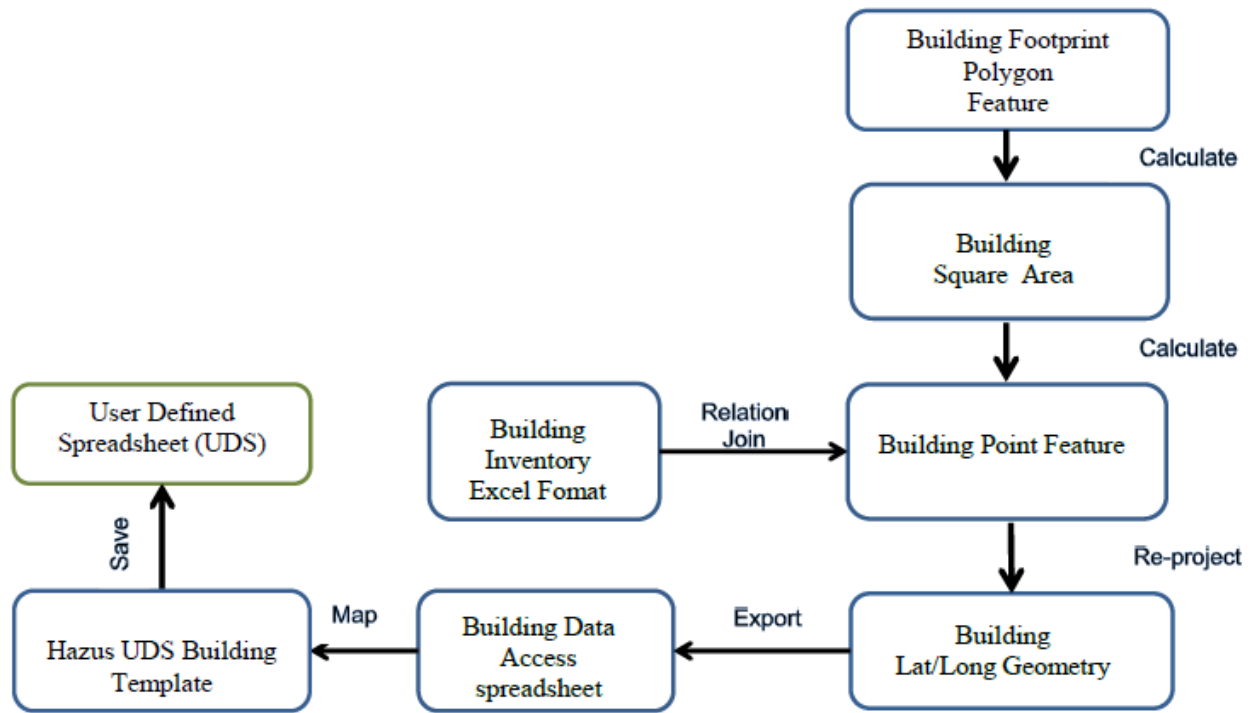 Building Footprint
Polygon
Feature
Calculate
Building
Square Area
Calculate
Building Point Feature
Relation
Join
Building
Inventory
Excel Fomat
Re-project
Building
Lat/Long Geometry
Export
Building Data
Access
spreadsheet
Map
Hazus UDS Building
Template
Save
User Defined
Spreadsheet (UDS)